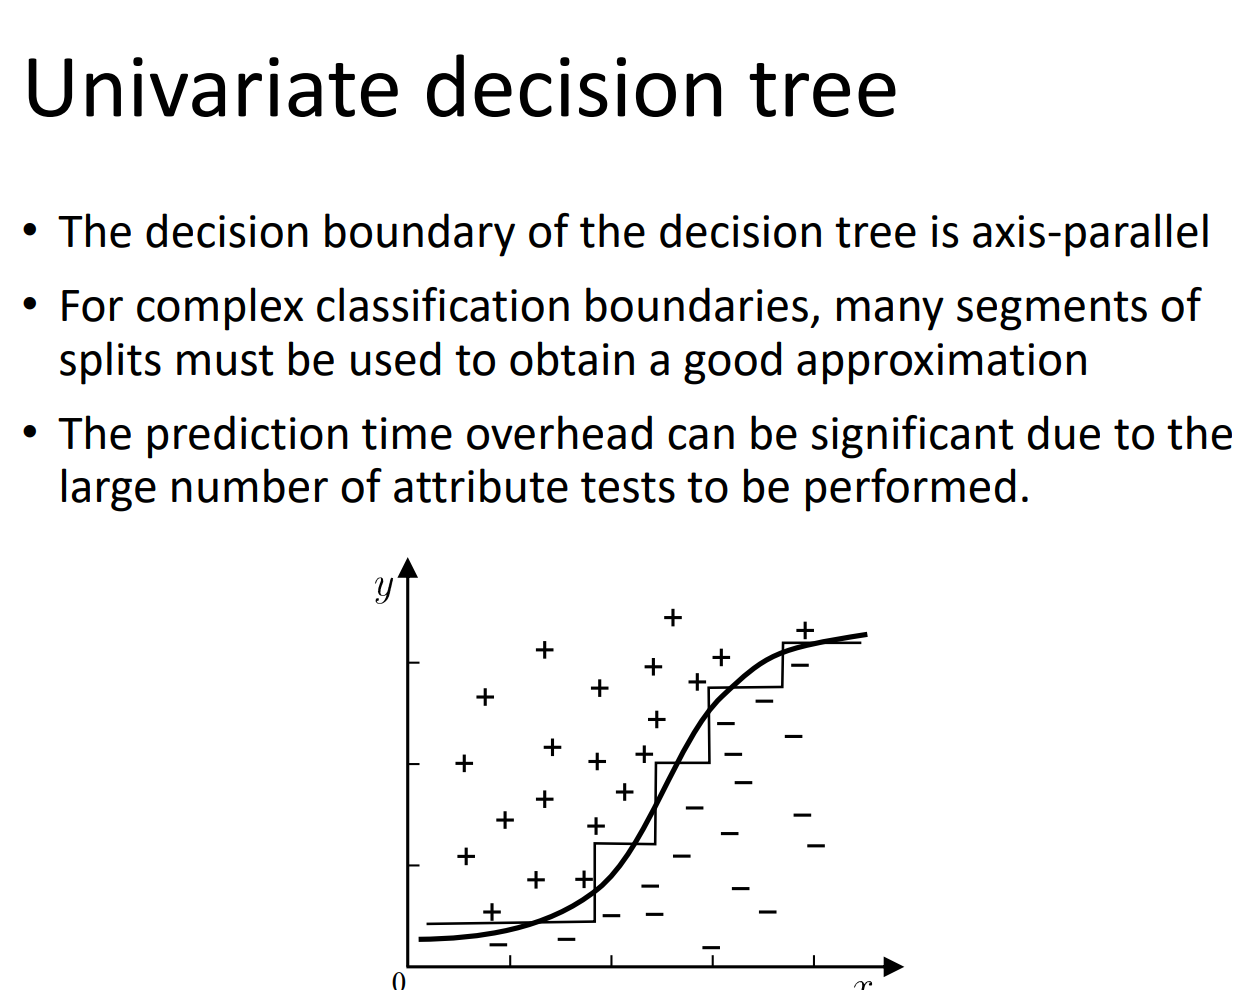 Univariate decision tree
• The decision boundary of the decision tree is axis-parallel
• For complex classification boundaries, many segments of
splits must be used to obtain a good approximation
• The prediction time overhead can be significant due to the
large number of attribute tests to be performed.
y
0
x